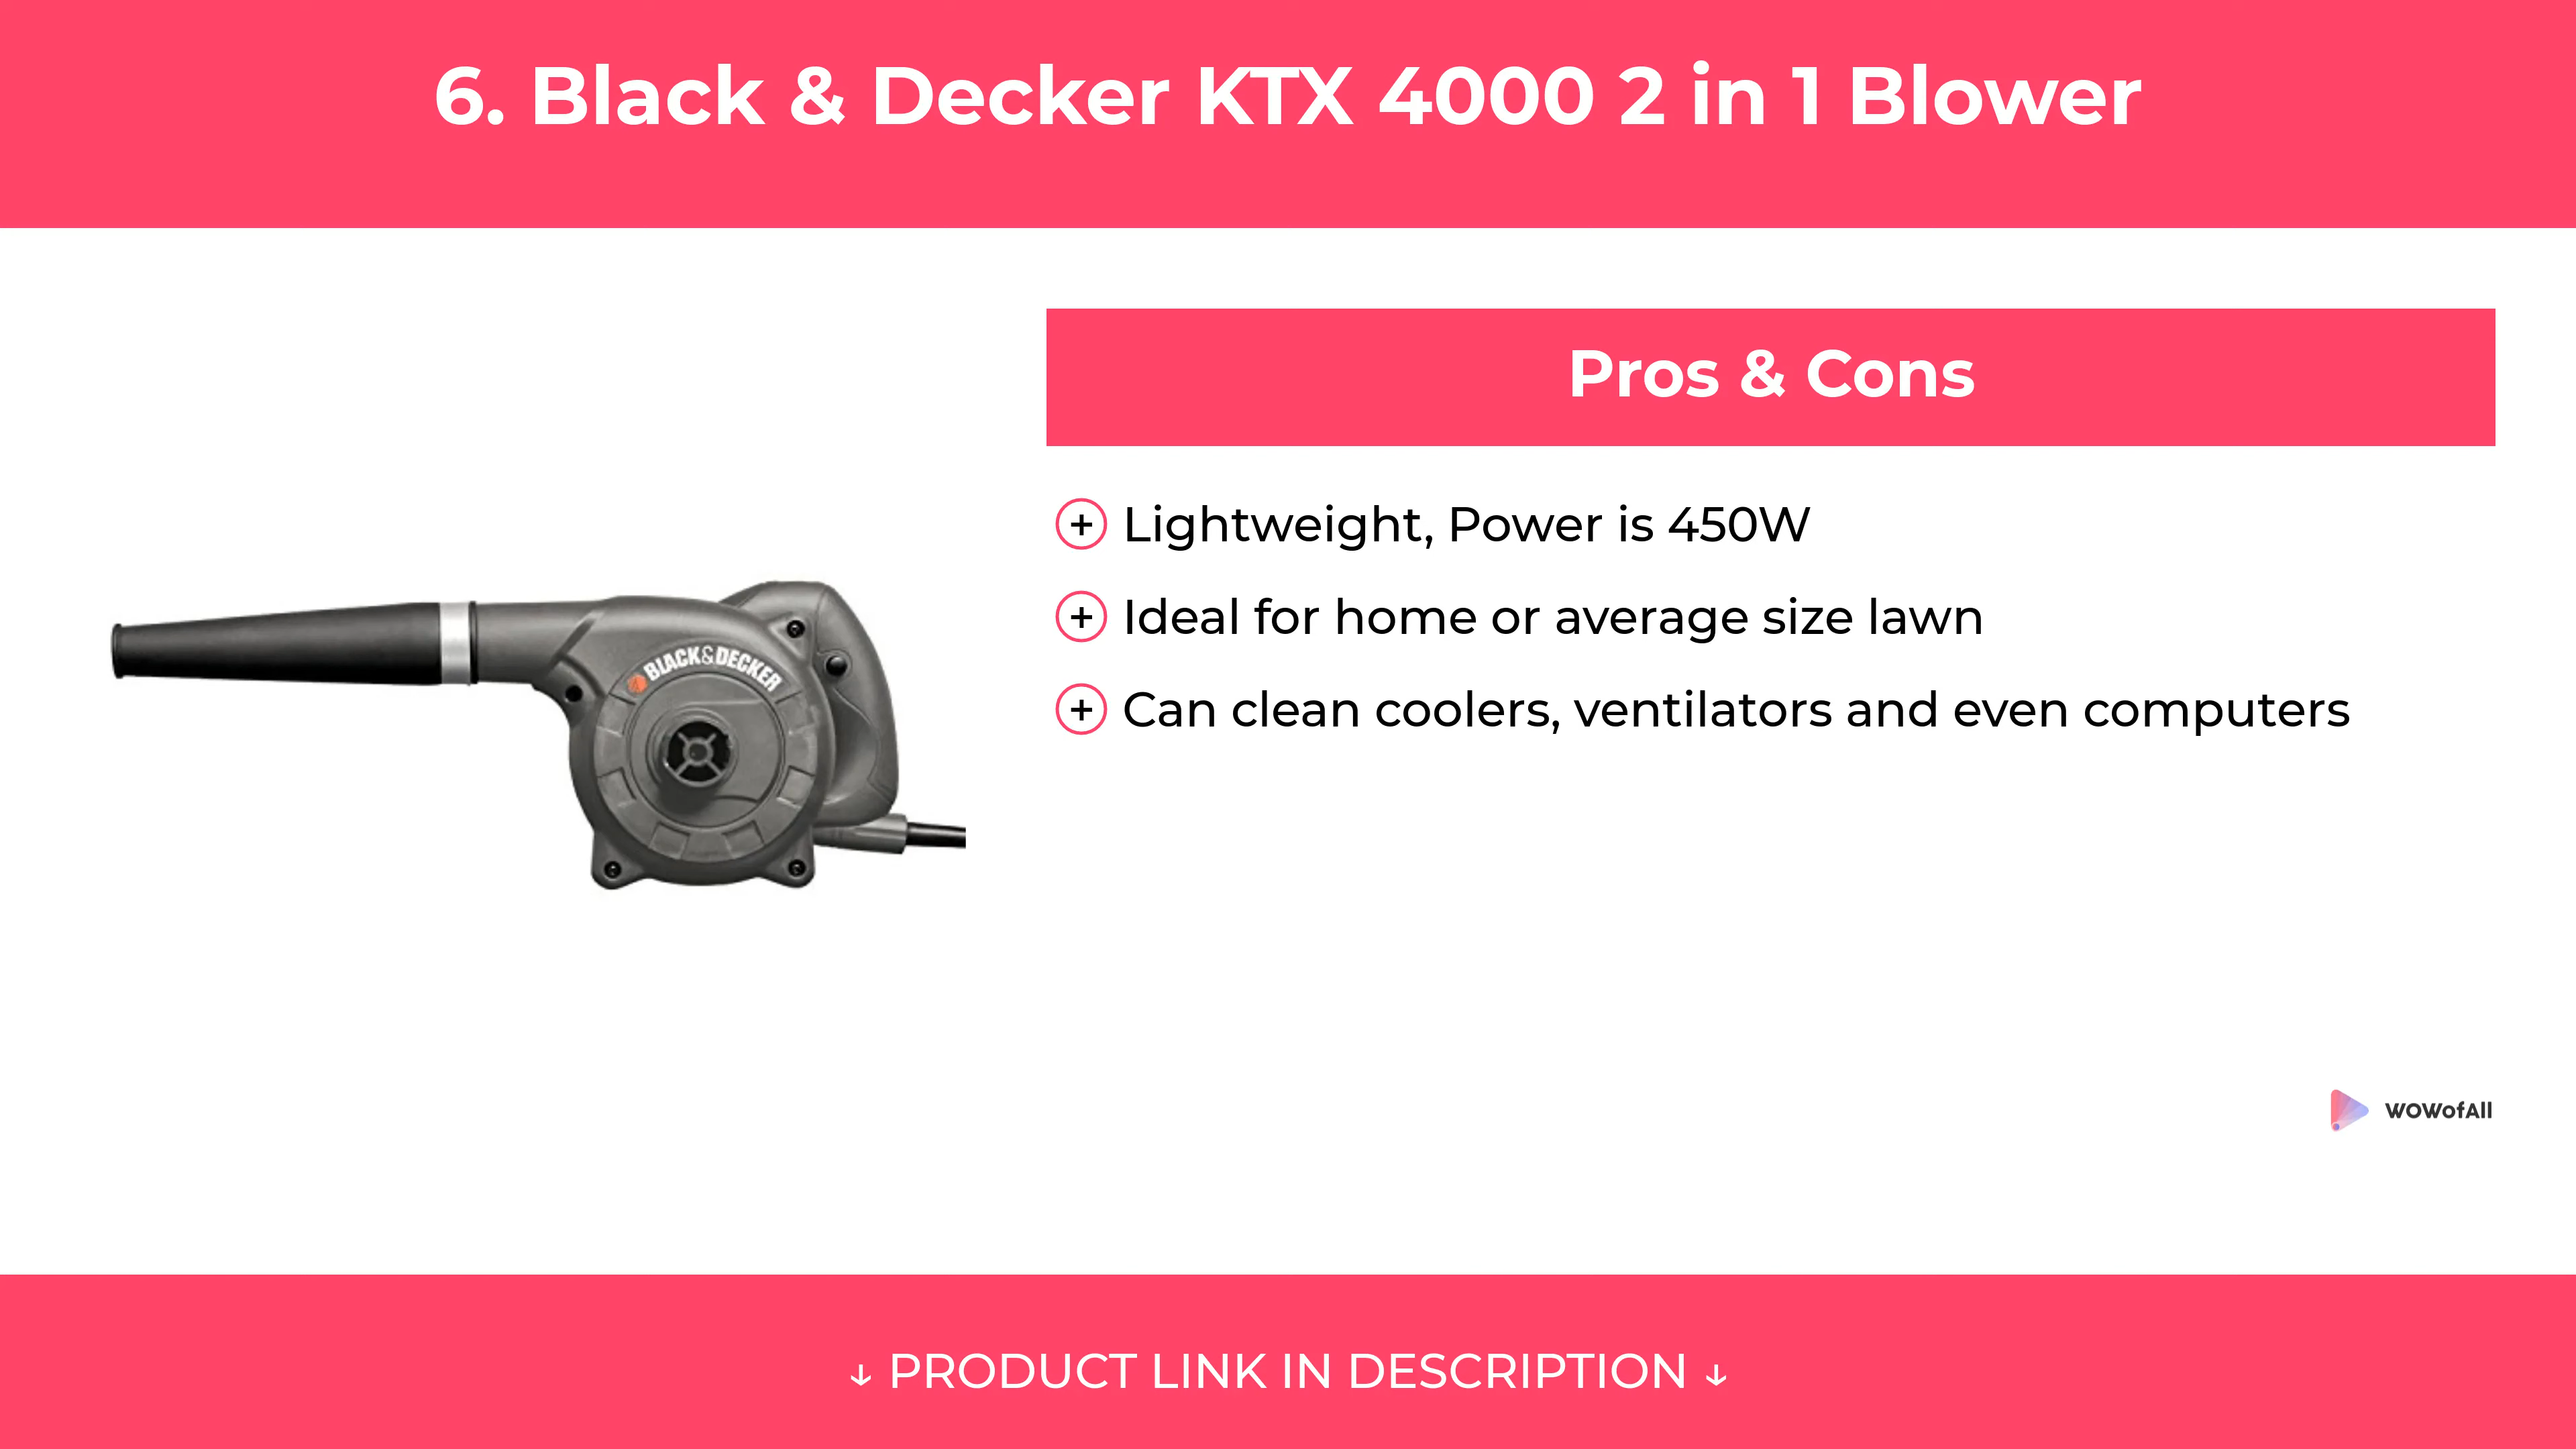 6. Black & Decker KTX 4000 2 in 1 Blower
Pros & Cons
+ Lightweight, Power is 450W
+ Ideal for home or average size lawn
+ Can clean coolers, ventilators and even computers
BLACK&DECKER
WOWofAll
↓ PRODUCT LINK IN DESCRIPTION ↓